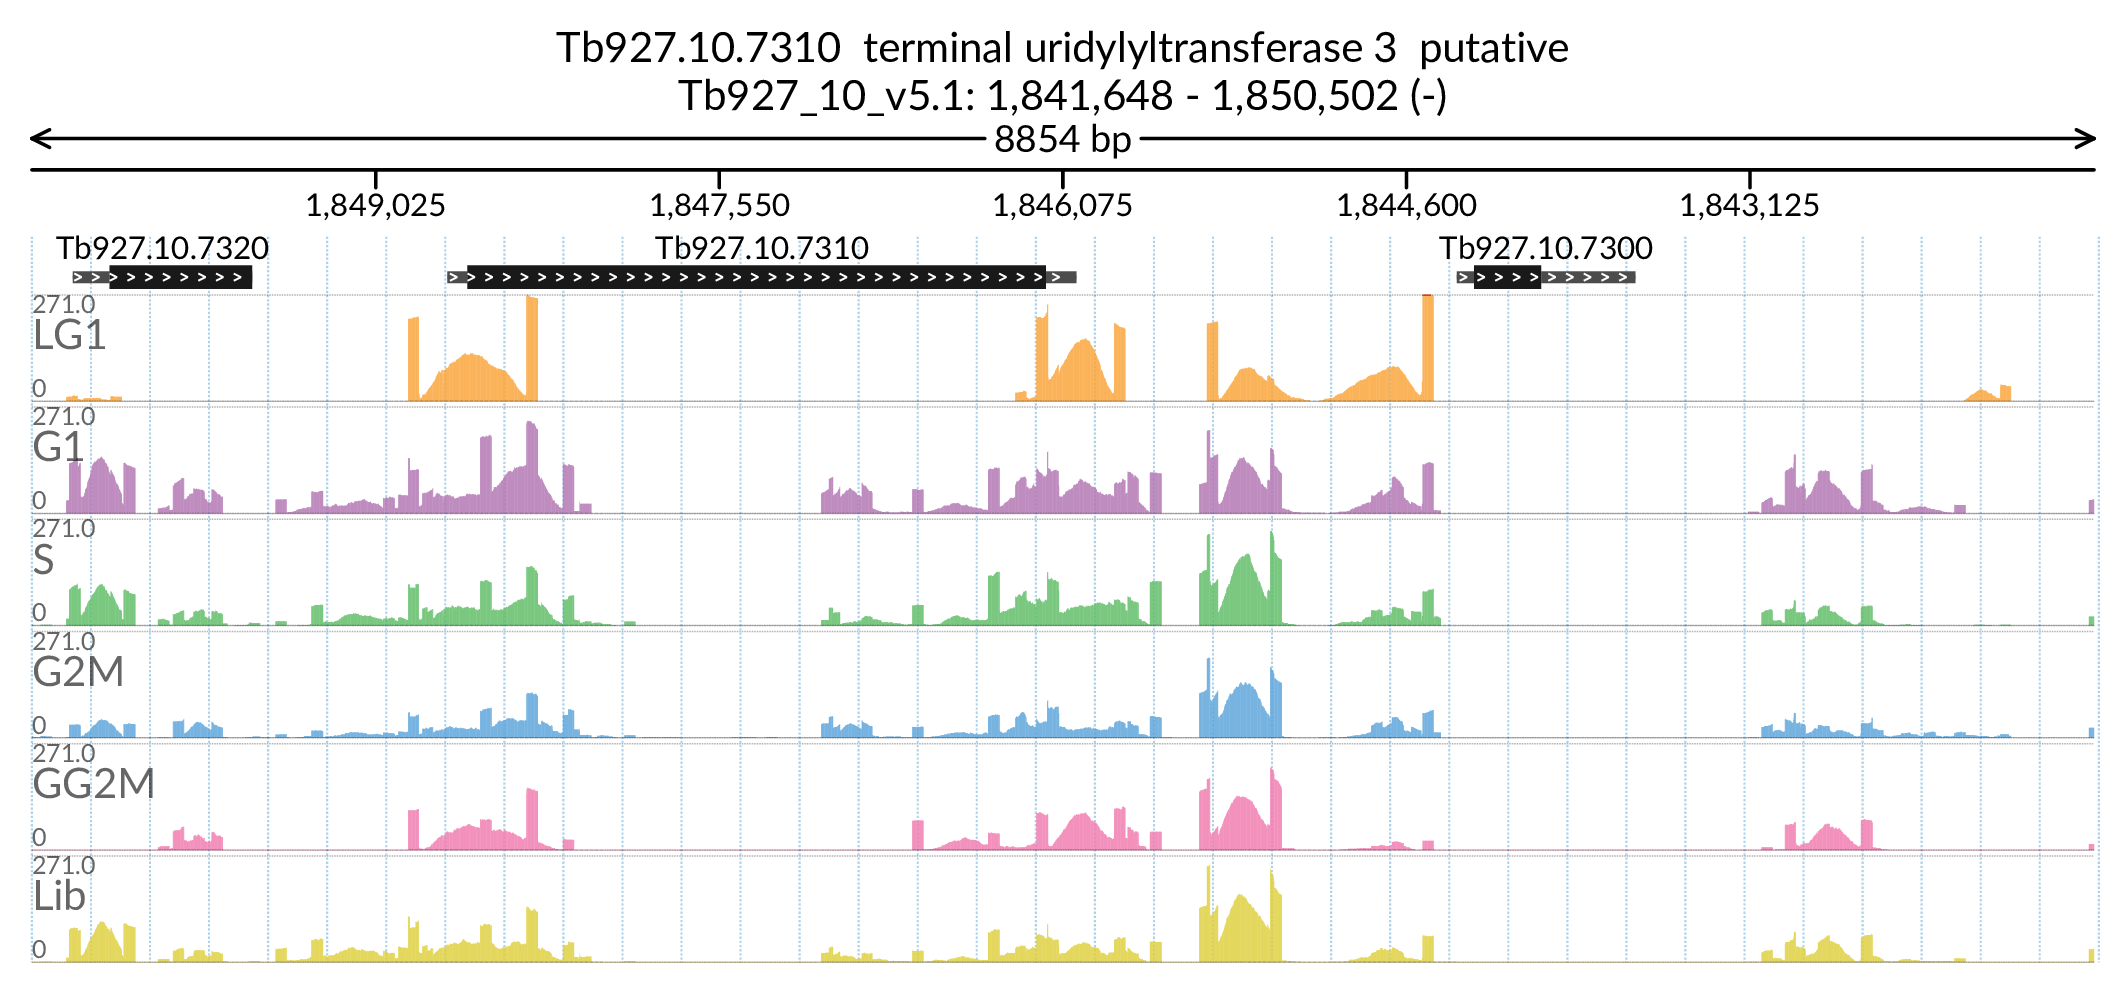 Tb927.10.7310  terminal uridylyltransferase 3  putative
Tb927_10_v5.1: 1,841,648 - 1,850,502 (-)
8854 bp
1,849,025 1,847,550 1,846,075 1,844,600 1,843,125
Tb927.10.7320 Tb927.10.7310 Tb927.10.7300
271.0
LG1
0
271.0
G1
0
271.0
S
0
271.0
G2M
0
271.0
GG2M
0
271.0
Lib
0